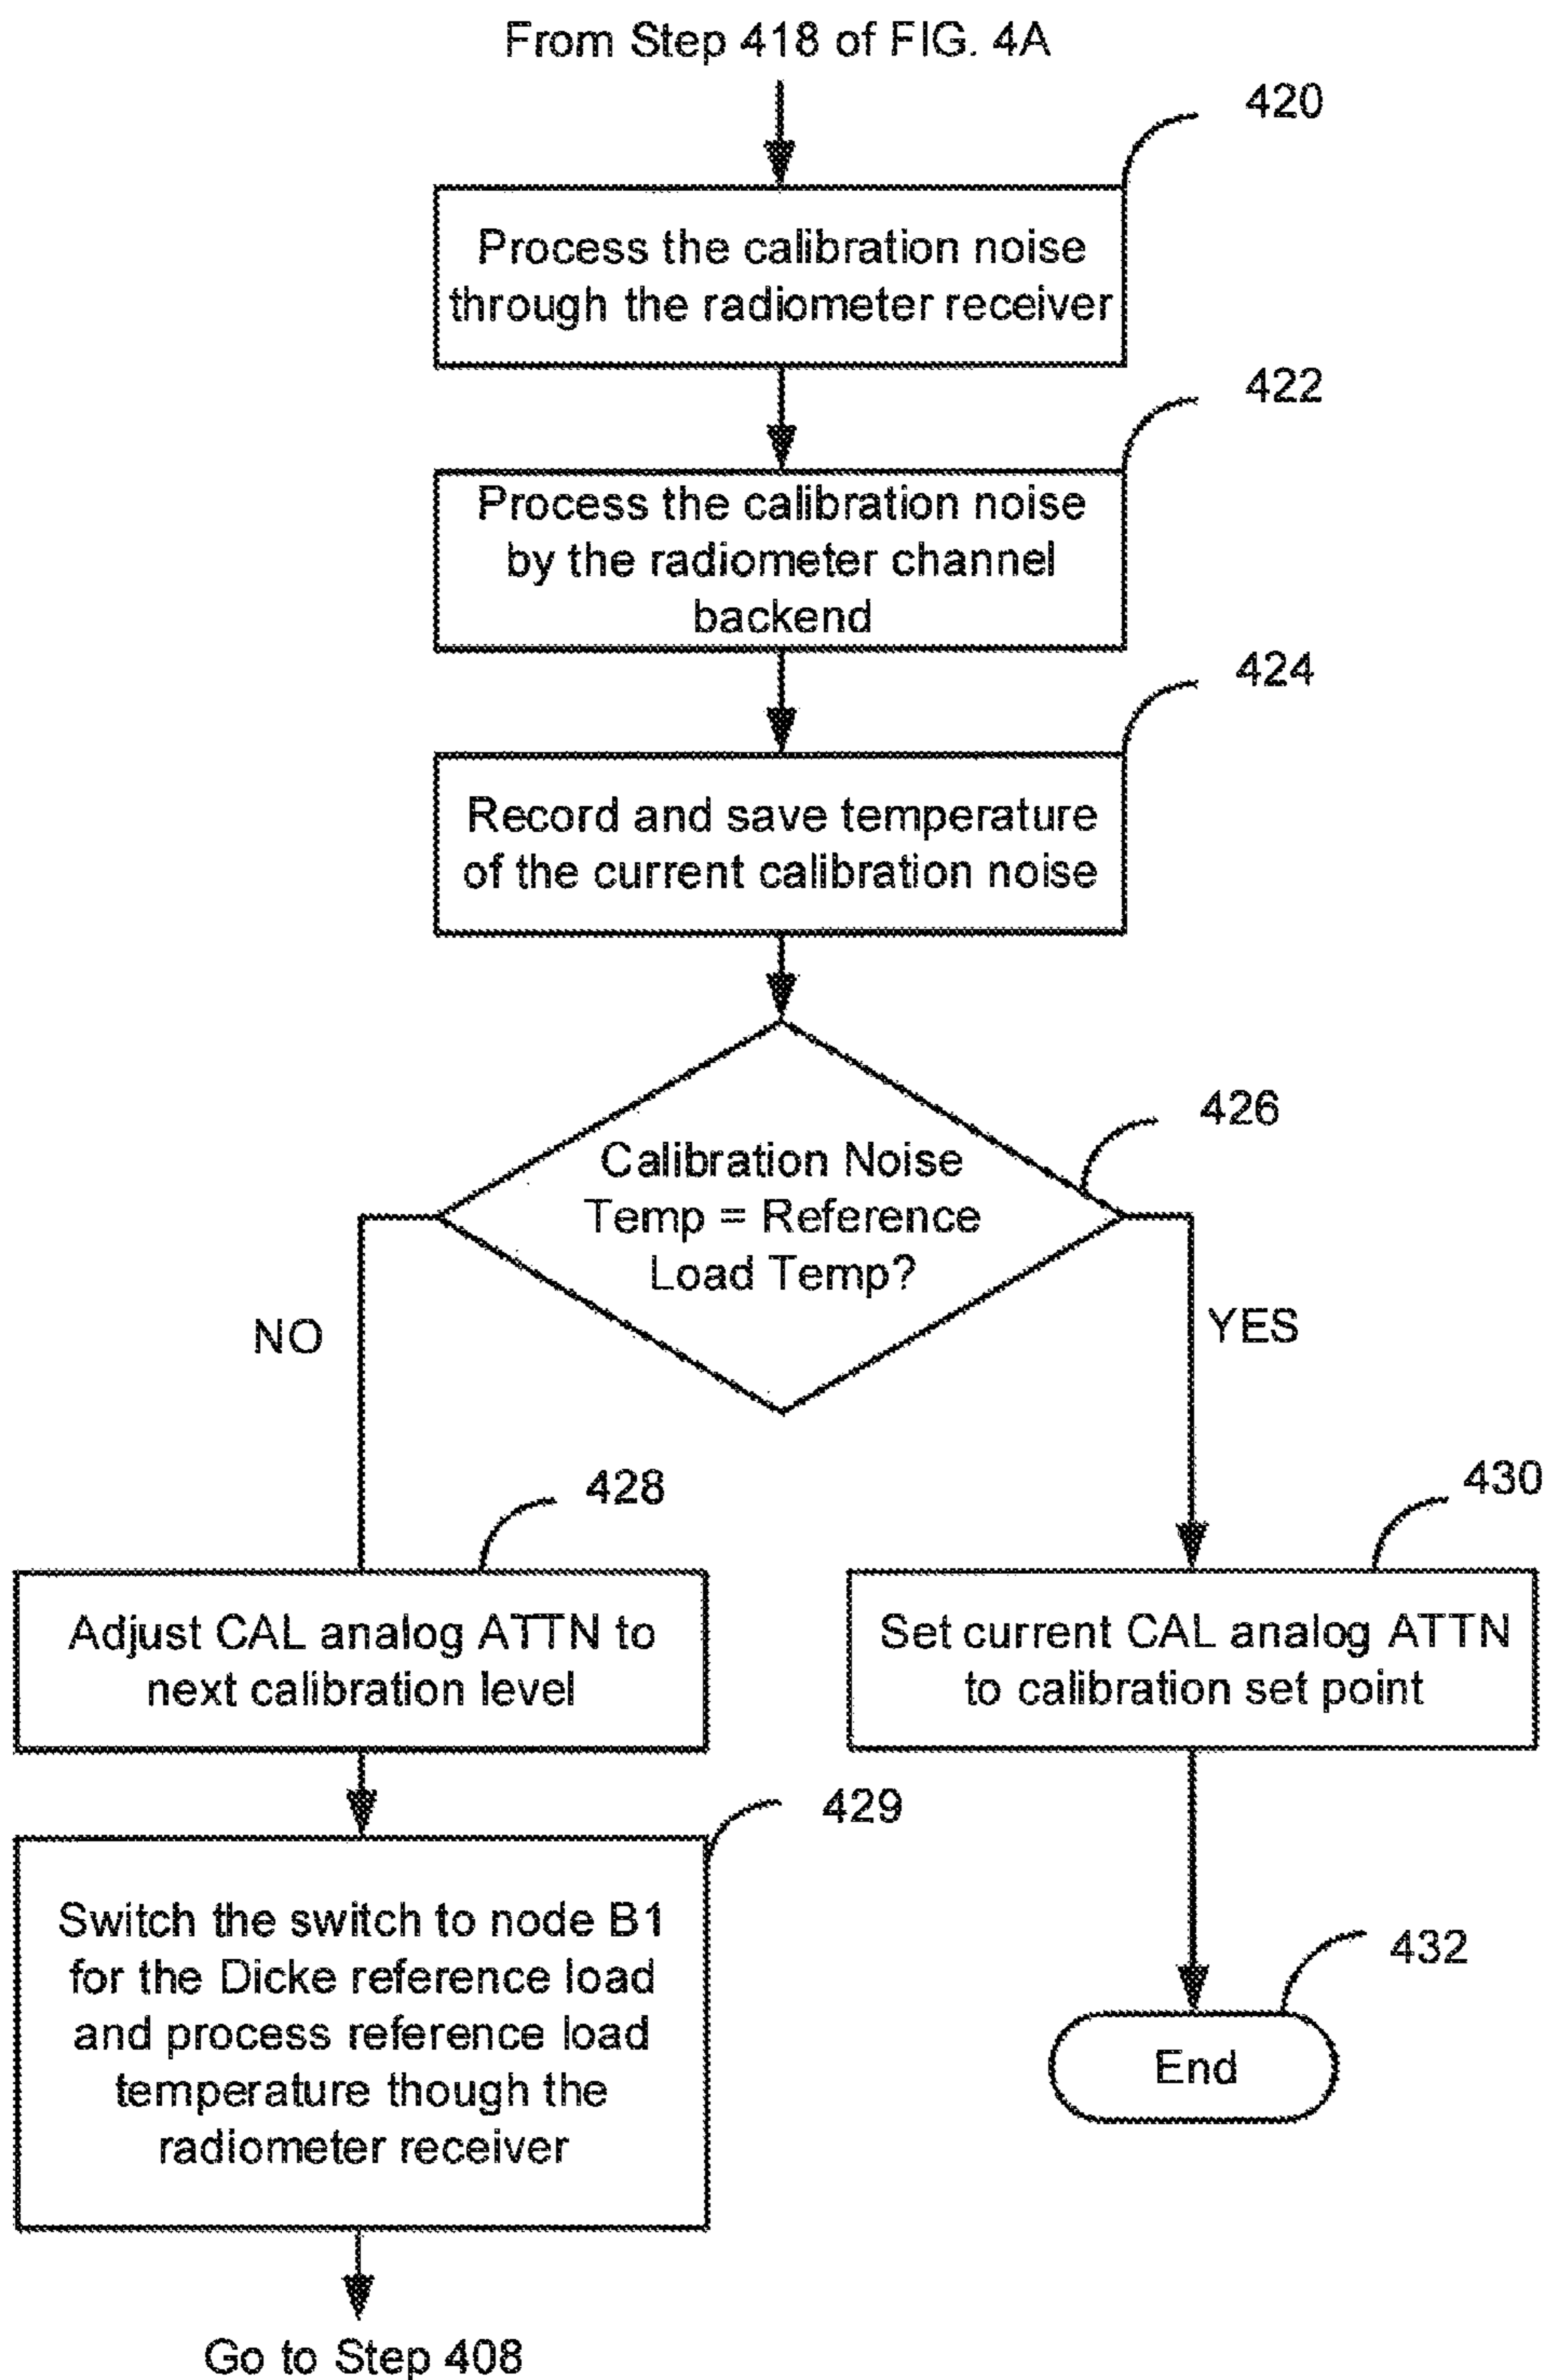 From Step 418 of FIG. 4A
420
Process the calibration noise
through the radiometer receiver
422
Process the calibration noise
by the radiometer channel
backend
424
Record and save temperature
of the current calibration noise
426
Calibration Noise
Temp = Reference
Load Temp?
NO
YES
428
Adjust CAL analog ATTN to
next calibration level
430
Set current CAL analog ATTN
to calibration set point
429
Switch the switch to node B1
for the Dicke reference load
and process reference load
temperature though the
radiometer receiver
432
End
Go to Step 408